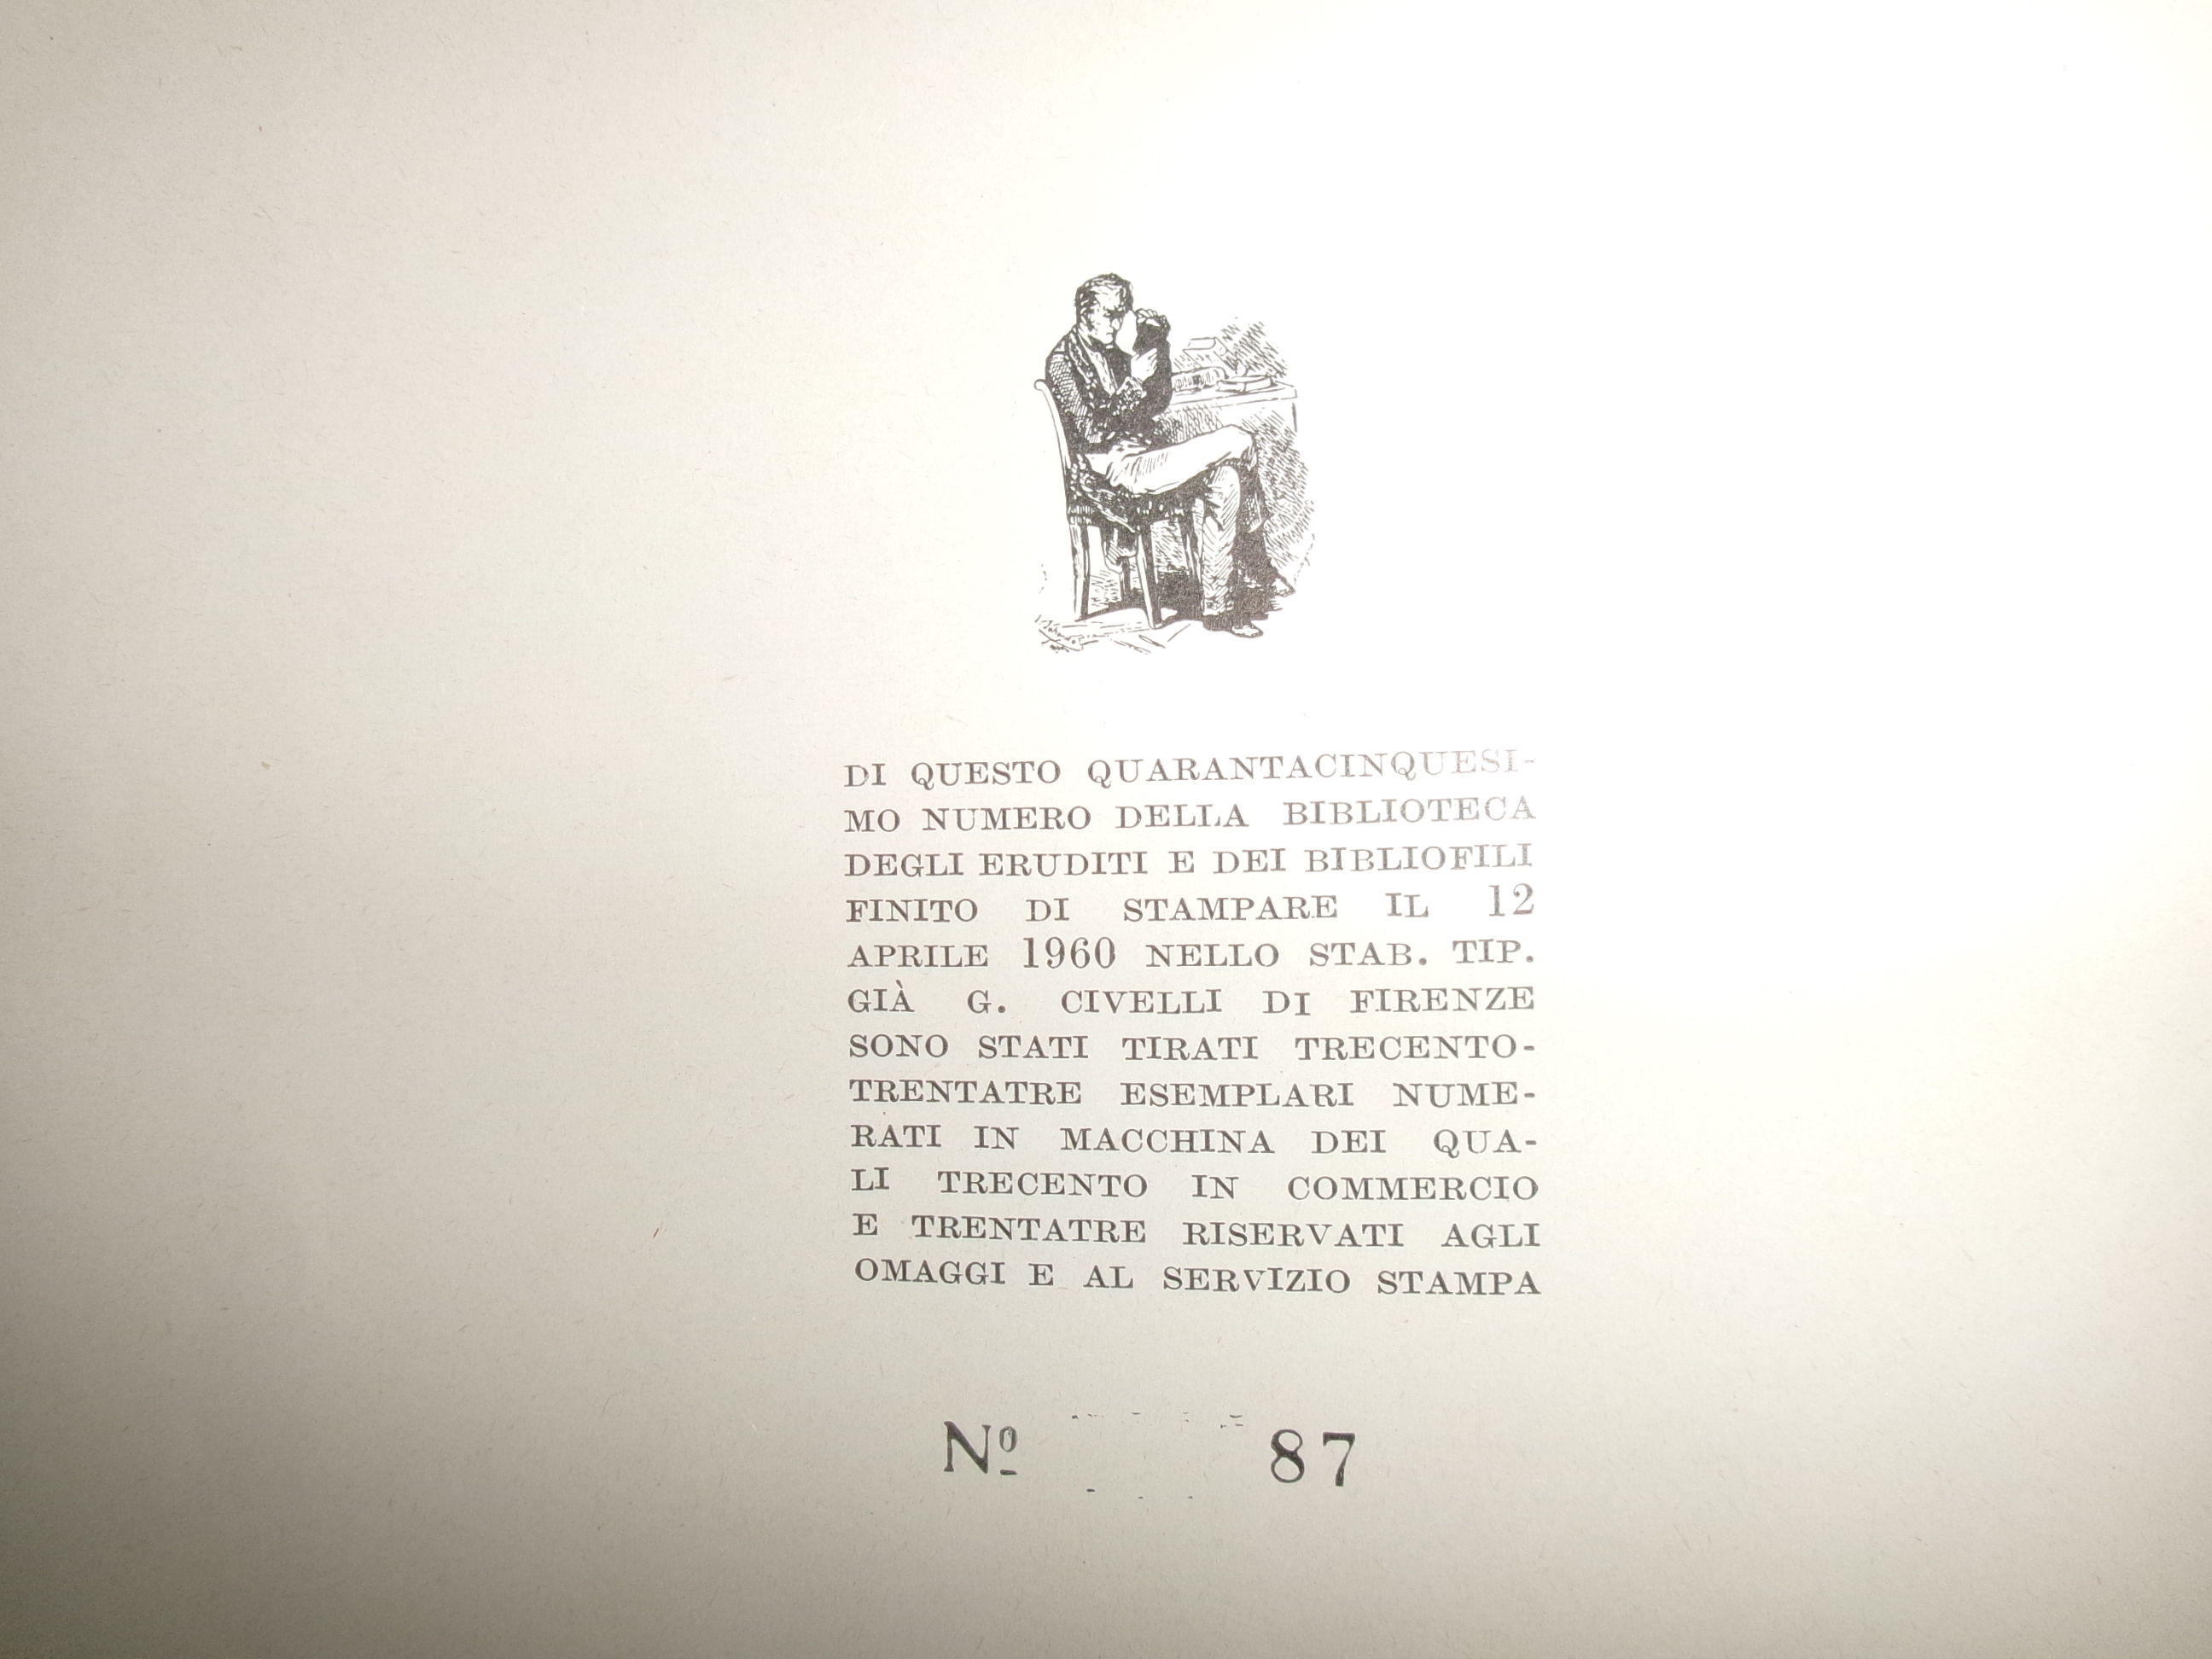 DI QUESTO QUARANTACINQUESI-
MO NUMERO DELLA BIBLIOTECA
DEGLI ERUDITI E DEI BIBLIOFILI
FINITO DI STAMPARE IL 12
APRILE 1960 NELLO STAB. TIP.
GIÀ G. CIVELLI DI FIRENZE
SONO STATI TIRATI TRECENTO-
TRENTATRE ESEMPLARI NUME-
RATI IN MACCHINA DEI QUA-
LI TRECENTO IN COMMERCIO
E TRENTATRE RISERVATI AGLI
OMAGGI E AL SERVIZIO STAMPA
Nº 87